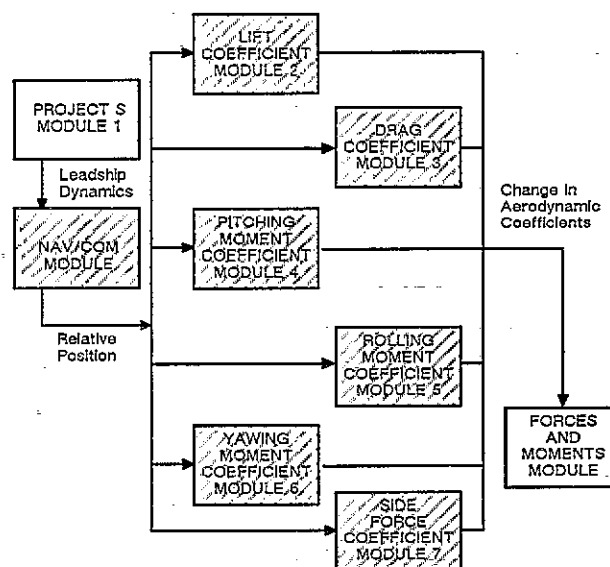 LIFT
COEFFICIENT
MODULE 2
PROJECT S
MODULE 1
DRAG
COEFFICIENT
MODULE 3
Leadship
Dynamics
Change in
Aerodynamic
Coefficients
NAV/COM
MODULE
PITCHING
MOMENT
COEFFICIENT
MODULE 4
Relative
Position
ROLLING
MOMENT
COEFFICIENT
MODULE 5
YAWING
MOMENT
COEFFICIENT
MODULE 6
FORCES
AND
MOMENTS
MODULE
SIDE
FORCE
COEFFICIENT
MODULE 7